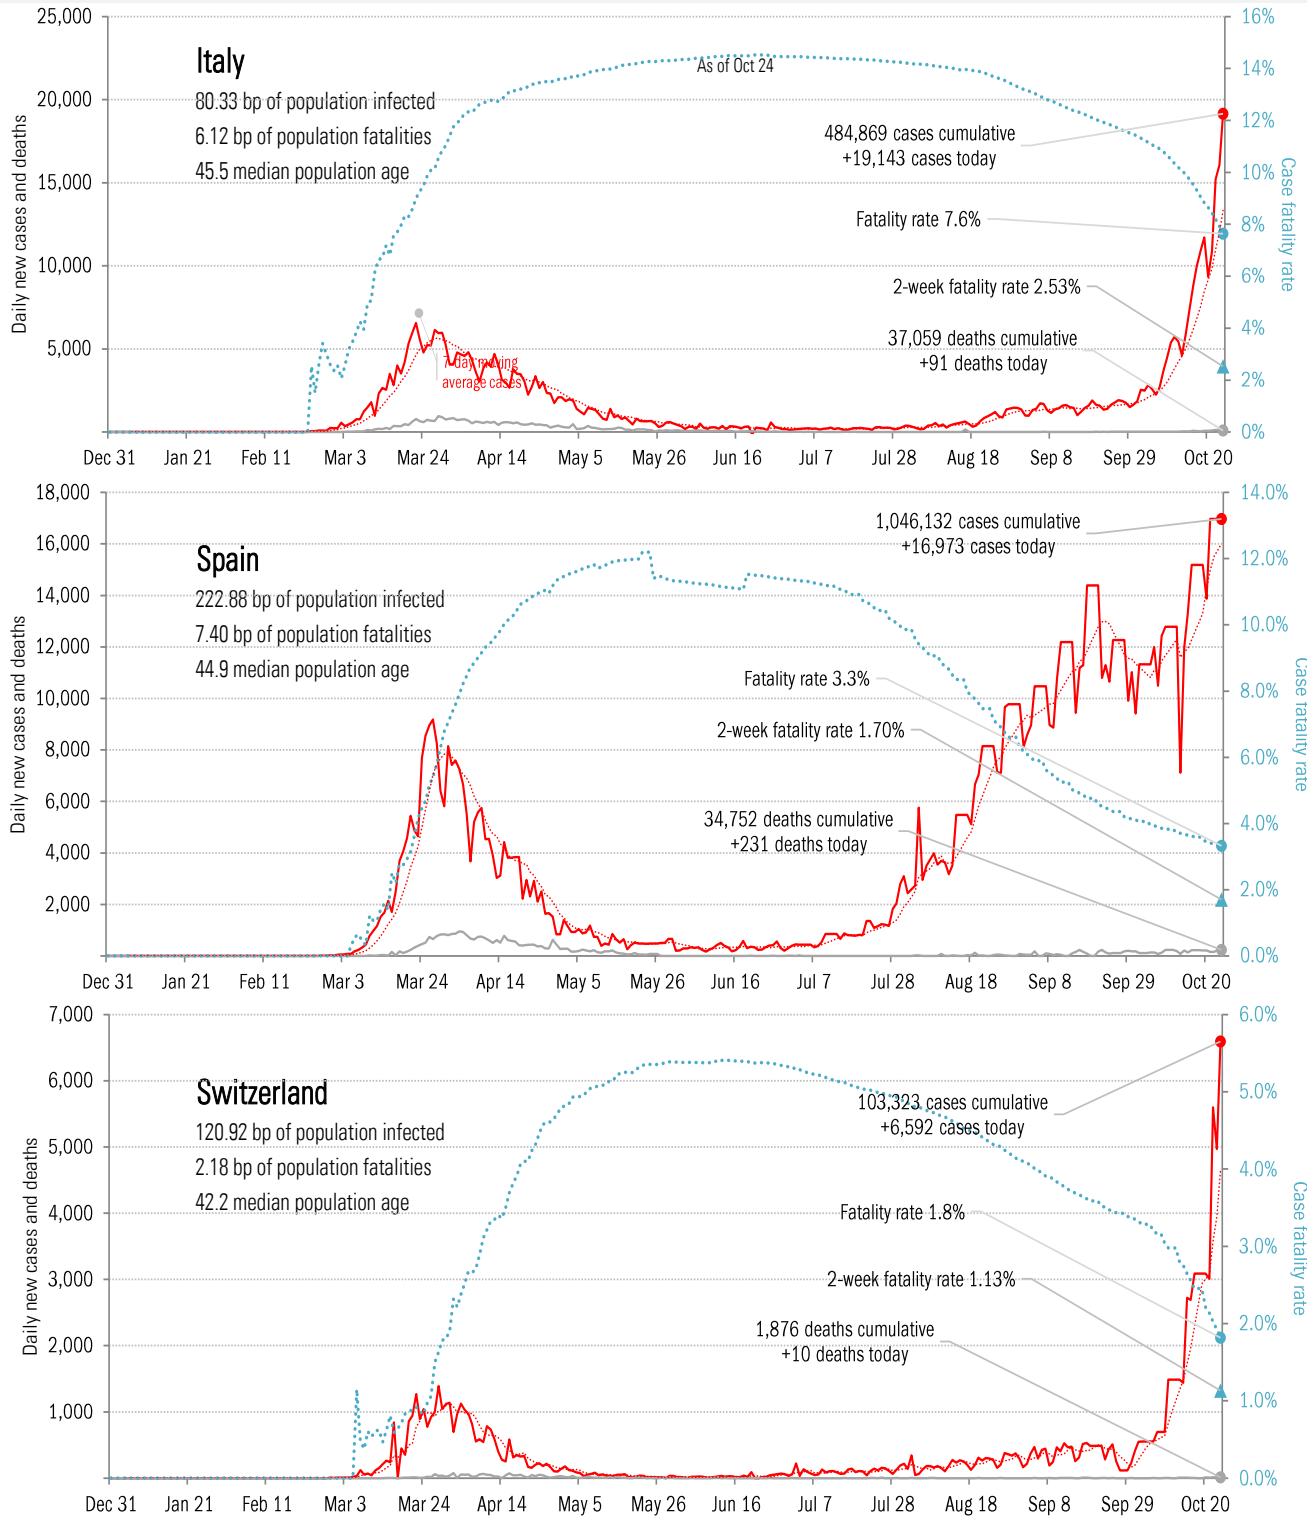 25,000
20,000
15,000
10,000
5,000
Daily new cases and deaths
Italy
80.33 bp of population infected
6.12 bp of population fatalities
45.5 median population age
As of Oct 24
484,869 cases cumulative
+19,143 cases today
Fatality rate 7.6%
2-week fatality rate 2.53%
37,059 deaths cumulative
+91 deaths today
7-day moving
average cases
16%
14%
12%
10%
8%
6%
4%
2%
0%
Case fatality rate
Dec 31 Jan 21 Feb 11 Mar 3 Mar 24 Apr 14 May 5 May 26 Jun 16 Jul 7 Jul 28 Aug 18 Sep 8 Sep 29 Oct 20
18,000
16,000
14,000
12,000
10,000
8,000
6,000
4,000
2,000
Daily new cases and deaths
Spain
222.88 bp of population infected
7.40 bp of population fatalities
44.9 median population age
1,046,132 cases cumulative
+16,973 cases today
Fatality rate 3.3%
2-week fatality rate 1.70%
34,752 deaths cumulative
+231 deaths today
14.0%
12.0%
10.0%
8.0%
6.0%
4.0%
2.0%
0.0%
Case fatality rate
Dec 31 Jan 21 Feb 11 Mar 3 Mar 24 Apr 14 May 5 May 26 Jun 16 Jul 7 Jul 28 Aug 18 Sep 8 Sep 29 Oct 20
7,000
6,000
5,000
4,000
3,000
2,000
1,000
Daily new cases and deaths
Switzerland
120.92 bp of population infected
2.18 bp of population fatalities
42.2 median population age
103,323 cases cumulative
+6,592 cases today
Fatality rate 1.8%
2-week fatality rate 1.13%
1,876 deaths cumulative
+10 deaths today
6.0%
5.0%
4.0%
3.0%
2.0%
1.0%
0.0%
Case fatality rate
Dec 31 Jan 21 Feb 11 Mar 3 Mar 24 Apr 14 May 5 May 26 Jun 16 Jul 7 Jul 28 Aug 18 Sep 8 Sep 29 Oct 20